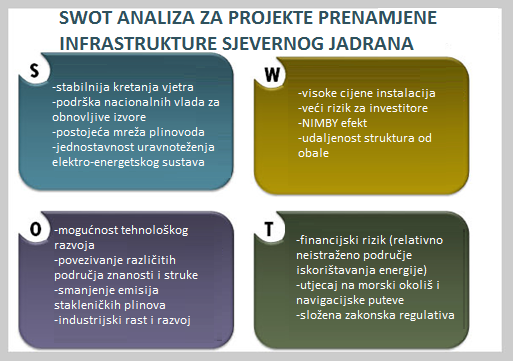 SWOT ANALIZA ZA PROJEKTE PRENAMJENE
INFRASTRUKTURE SJEVERNOG JADRANA
S
-stabilnija kretanja vjetra
-podrška nacionalnih vlada za
obnovljive izvore
-postojeća mreža plinovoda
-jednostavnost uravnoteženja
elektro-energetskog sustava
W
-visoke cijene instalacija
-veći rizik za investitore
-NIMBY efekt
-udaljenost struktura od
obale
O
-mogućnost tehnološkog
razvoja
-povezivanje različitih
područja znanosti i struke
-smanjenje emisija
stakleničkih plinova
-industrijski rast i razvoj
T
-financijski rizik (relativno
neistraženo područje
iskorištavanja energije)
-utjecaj na morski okoliš i
navigacijske puteve
-složena zakonska regulativa